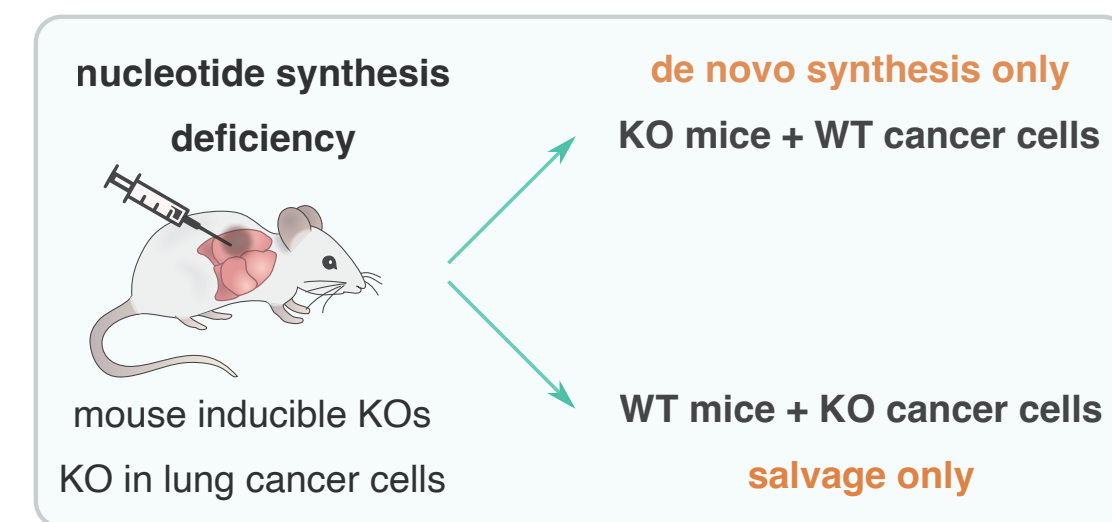 nucleotide synthesis
deficiency
mouse inducible KOs
KO in lung cancer cells
de novo synthesis only
KO mice + WT cancer cells
WT mice + KO cancer cells
salvage only